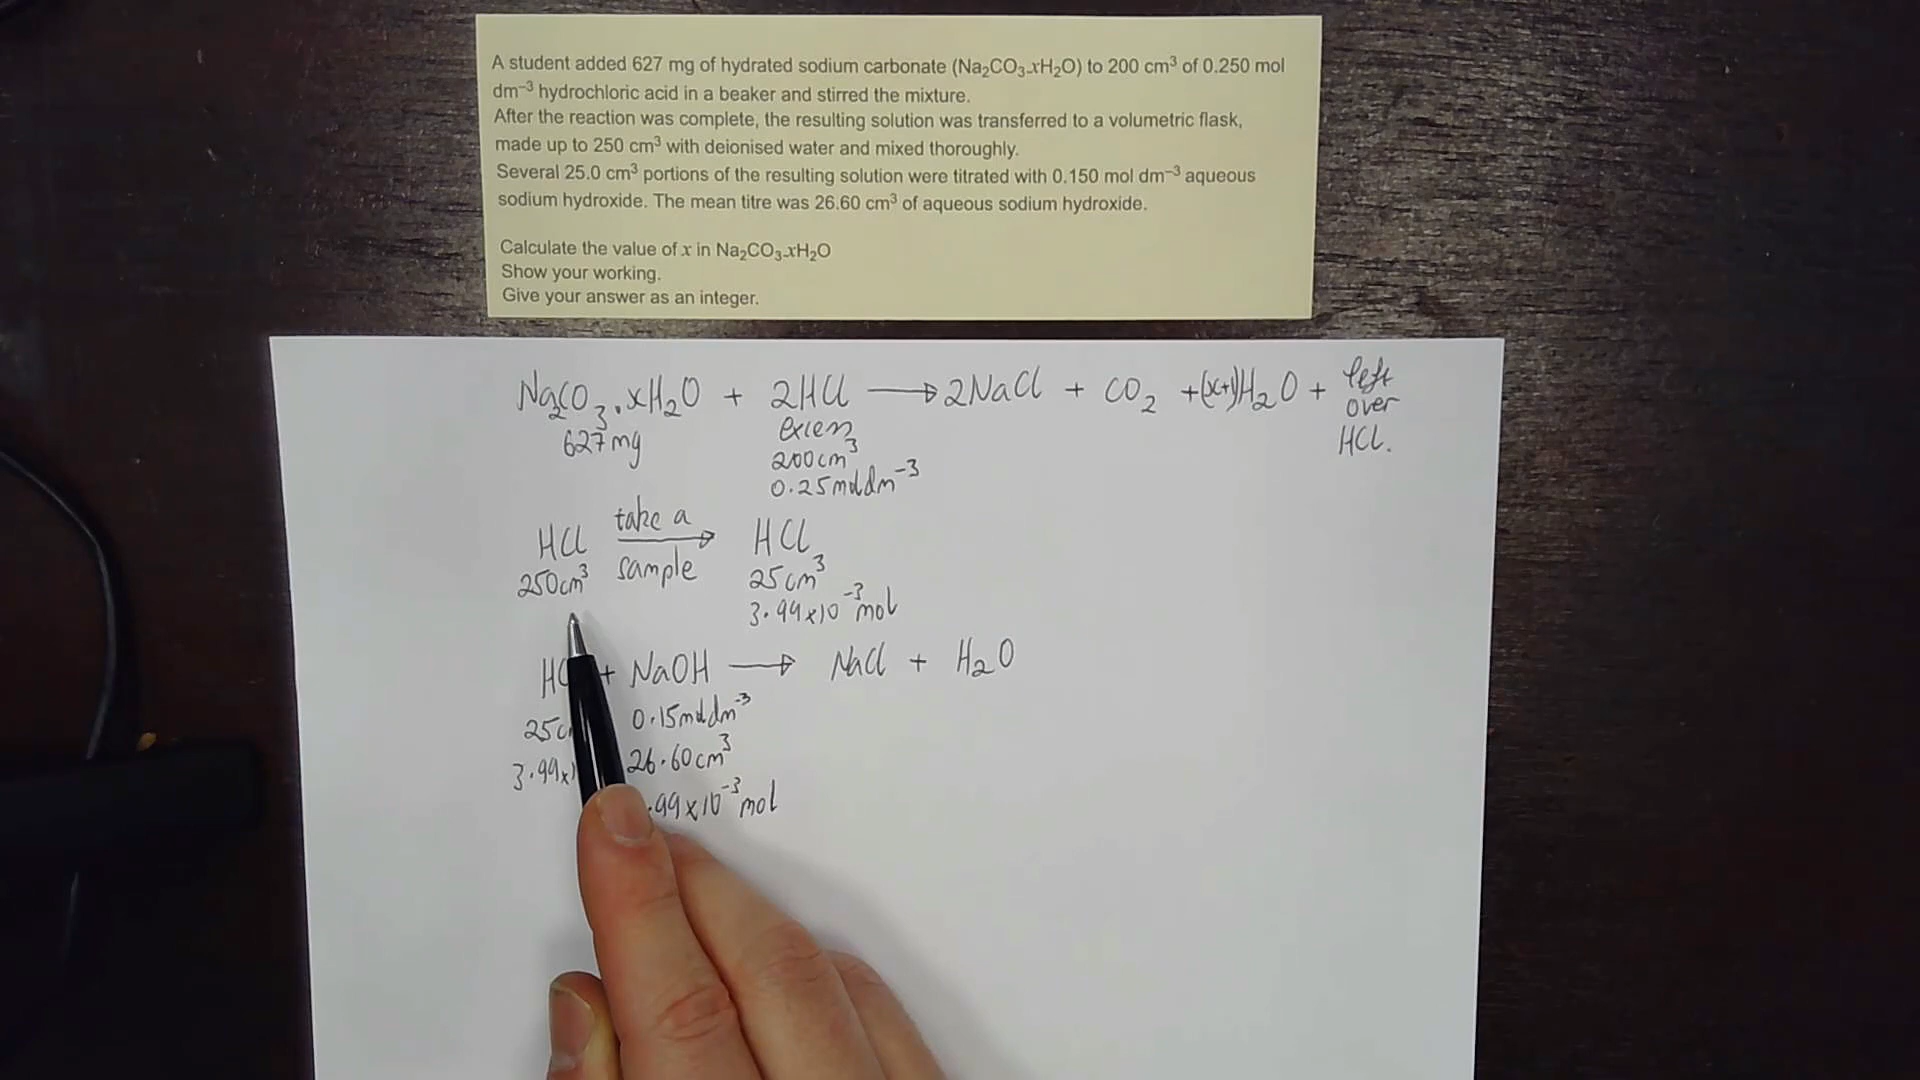 A student added 627 mg of hydrated sodium carbonate (Na₂CO₃.xH₂O) to 200 cm³ of 0.250 mol
dm⁻³ hydrochloric acid in a beaker and stirred the mixture.
After the reaction was complete, the resulting solution was transferred to a volumetric flask,
made up to 250 cm³ with deionised water and mixed thoroughly.
Several 25.0 cm³ portions of the resulting solution were titrated with 0.150 mol dm⁻³ aqueous
sodium hydroxide. The mean titre was 26.60 cm³ of aqueous sodium hydroxide.
Calculate the value of x in Na₂CO₃.xH₂O
Show your working.
Give your answer as an integer.
Na₂CO₃.xH₂O + 2HCl → 2NaCl + CO₂ + (x+1)H₂O + left over HCl.
627mg
excess
200cm³
0.25moldm⁻³
HCl take a sample → HCl
250cm³ 25cm³
3.99x10⁻³mol
+ NaOH → NaCl + H₂O
0.15moldm⁻³
26.60cm³
3.99x .99x10⁻³mol